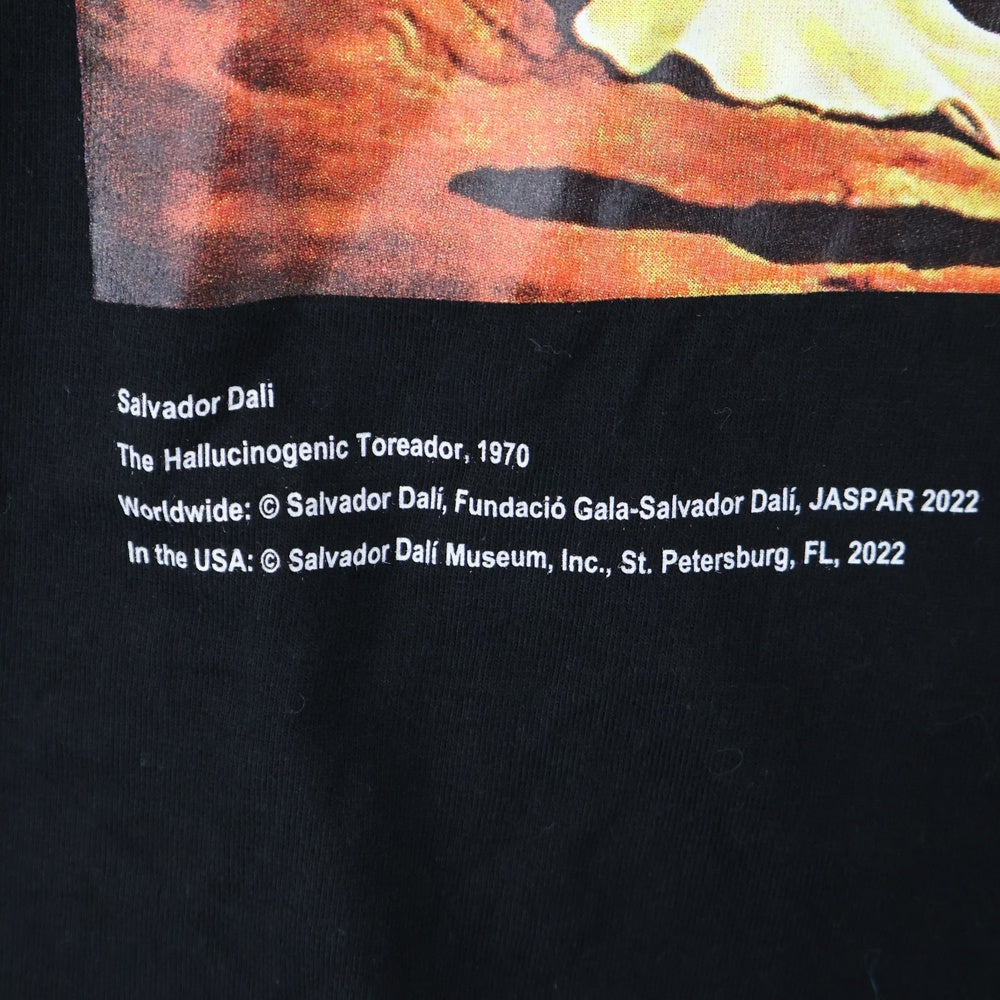 Salvador Dali
The Hallucinogenic Toreador, 1970
Worldwide: © Salvador Dalí, Fundació Gala-Salvador Dalí, JASPAR 2022
In the USA: © Salvador Dalí Museum, Inc., St. Petersburg, FL, 2022